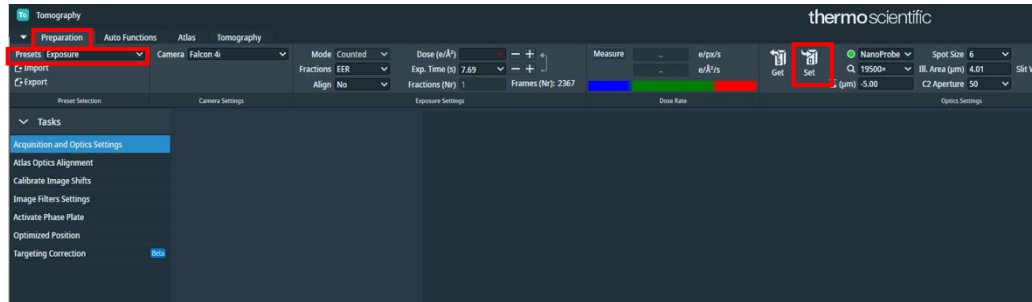 To Tomography
thermo scientific
Preparation Auto Functions Atlas Tomography
Presets Exposure Camera Falcon 4i Mode Counted Dose (e/Å²) Measure - e/px/s NanoProbe Spot Size 6
Import Fractions EER Exp. Time (s) 7.69 - e/Å²/s Get Set 19500× Ill. Area (μm) 4.01 Slit
Export Align No Fractions (Nr) 1 Frames (Nr): 2367 (μm) -5.00 C2 Aperture 50
Preset Selection Camera Settings Exposure Settings Dose Rate Optics Settings
Tasks
Acquisition and Optics Settings
Atlas Optics Alignment
Calibrate Image Shifts
Image Filters Settings
Activate Phase Plate
Optimized Position
Targeting Correction Beta